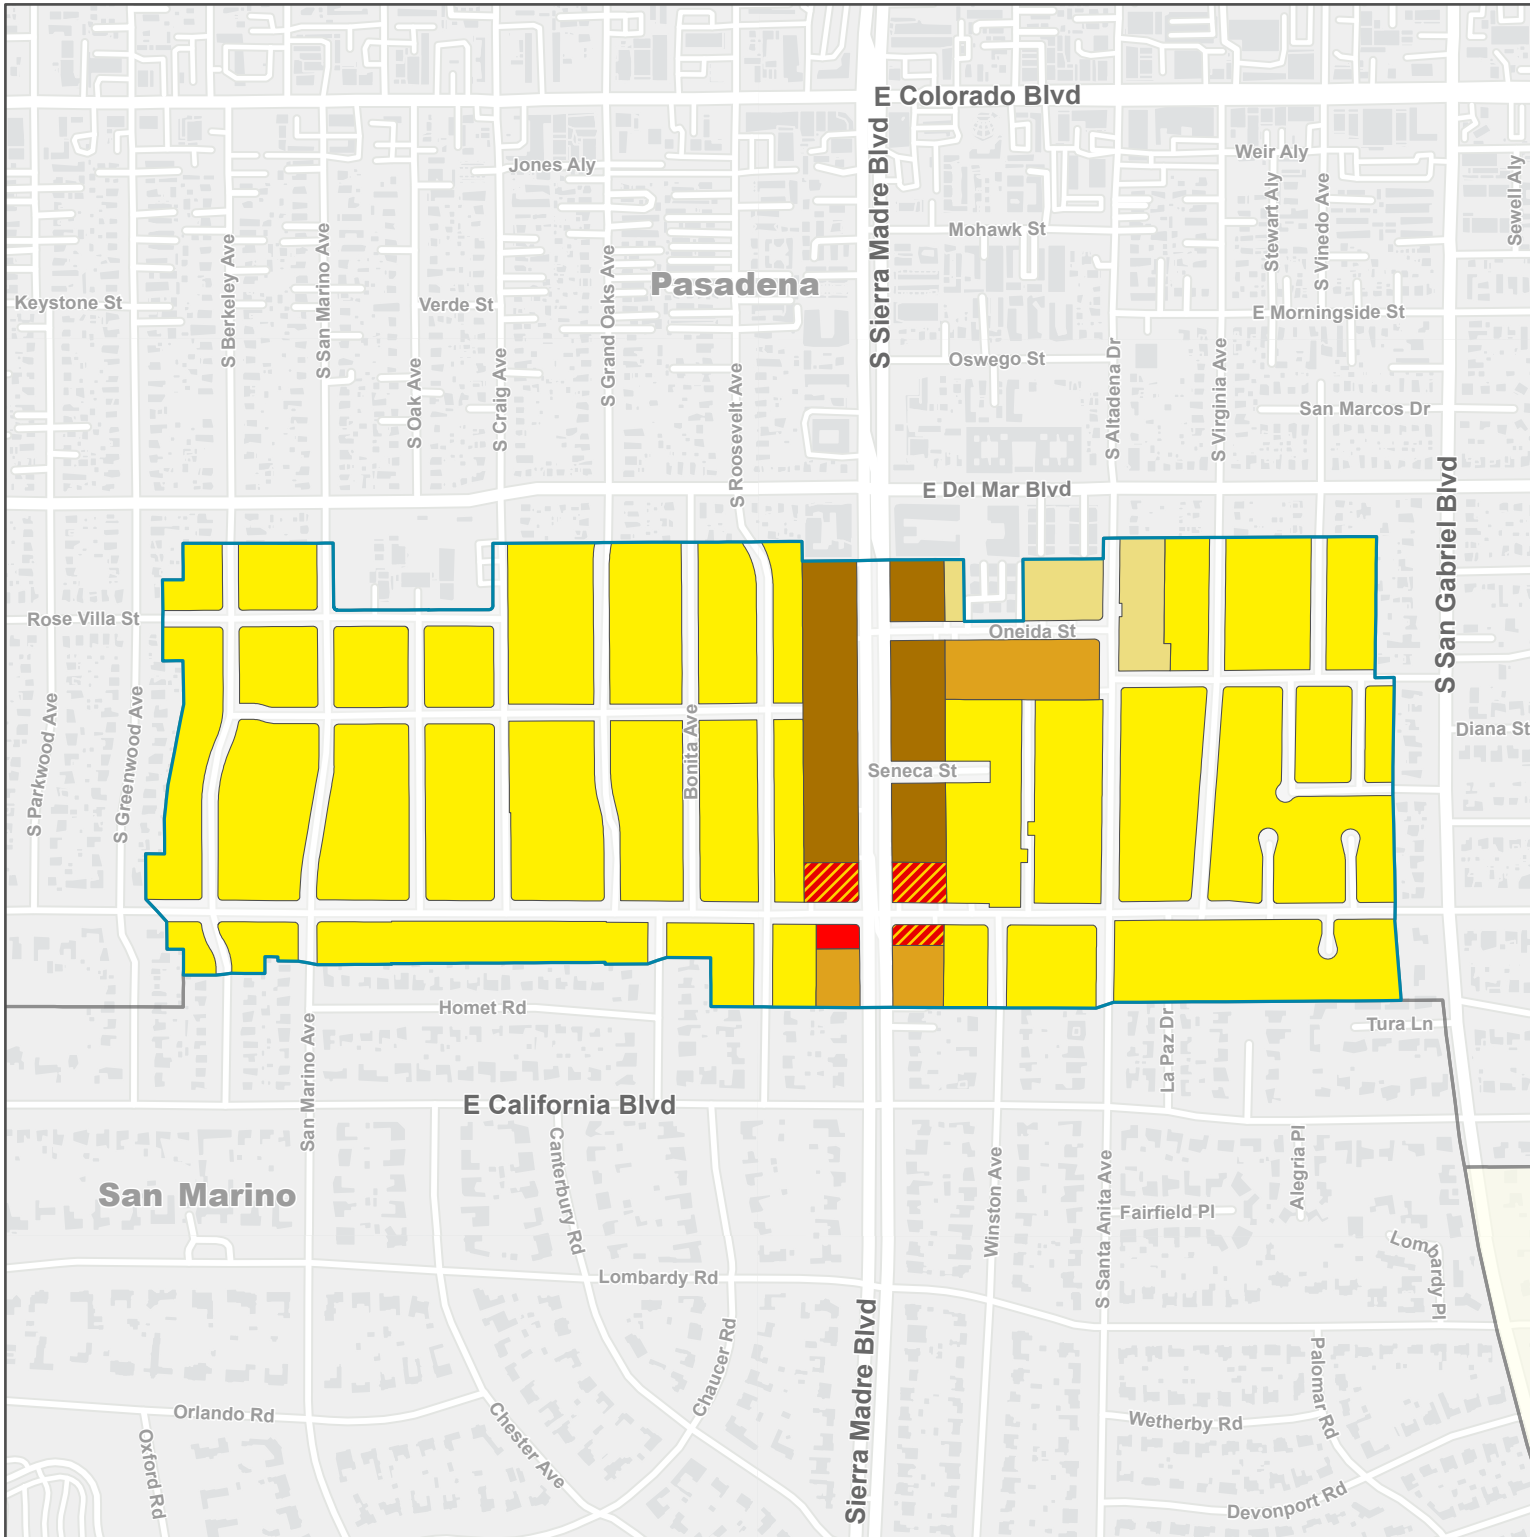 E Colorado Blvd
Jones Aly
Weir Aly
S Sierra Madre Blvd
Stewart Aly
S Vinedo Ave
Sewell Aly
Mohawk St
S Berkeley Ave
S San Marino Ave
S Grand Oaks Ave
Pasadena
Keystone St
Verde St
E Morningside St
S Oak Ave
S Craig Ave
S Roosevelt Ave
Oswego St
S Altadena Dr
S Virginia Ave
San Marcos Dr
E Del Mar Blvd
S San Gabriel Blvd
Rose Villa St
Oneida St
S Parkwood Ave
S Greenwood Ave
Bonita Ave
Diana St
Seneca St
Homet Rd
San Marino Ave
La Paz Dr
Tura Ln
E California Blvd
Canterbury Rd
Winston Ave
S Santa Anita Ave
Alegria Pl
San Marino
Fairfield Pl
Lombardy Pl
Lombardy Rd
Sierra Madre Blvd
Chaucer Rd
Palomar Rd
Orlando Rd
Wetherby Rd
Oxford Rd
Chester Ave
Devonport Rd